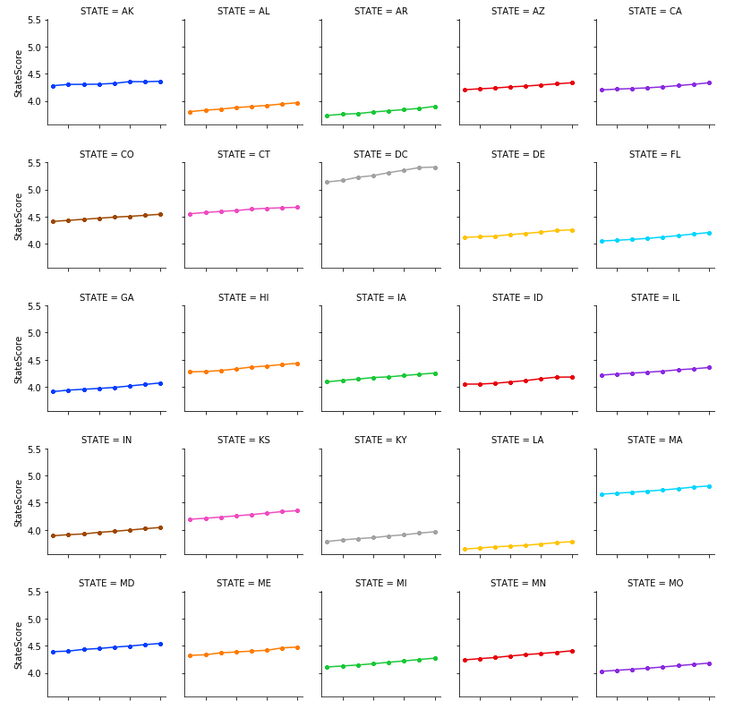 STATE = AK STATE = AL STATE = AR STATE = AZ STATE = CA
5.5
5.0
4.5
4.0
StateScore
STATE = CO STATE = CT STATE = DC STATE = DE STATE = FL
5.5
5.0
4.5
4.0
StateScore
STATE = GA STATE = HI STATE = IA STATE = ID STATE = IL
5.5
5.0
4.5
4.0
StateScore
STATE = IN STATE = KS STATE = KY STATE = LA STATE = MA
5.5
5.0
4.5
4.0
StateScore
STATE = MD STATE = ME STATE = MI STATE = MN STATE = MO
5.5
5.0
4.5
4.0
StateScore